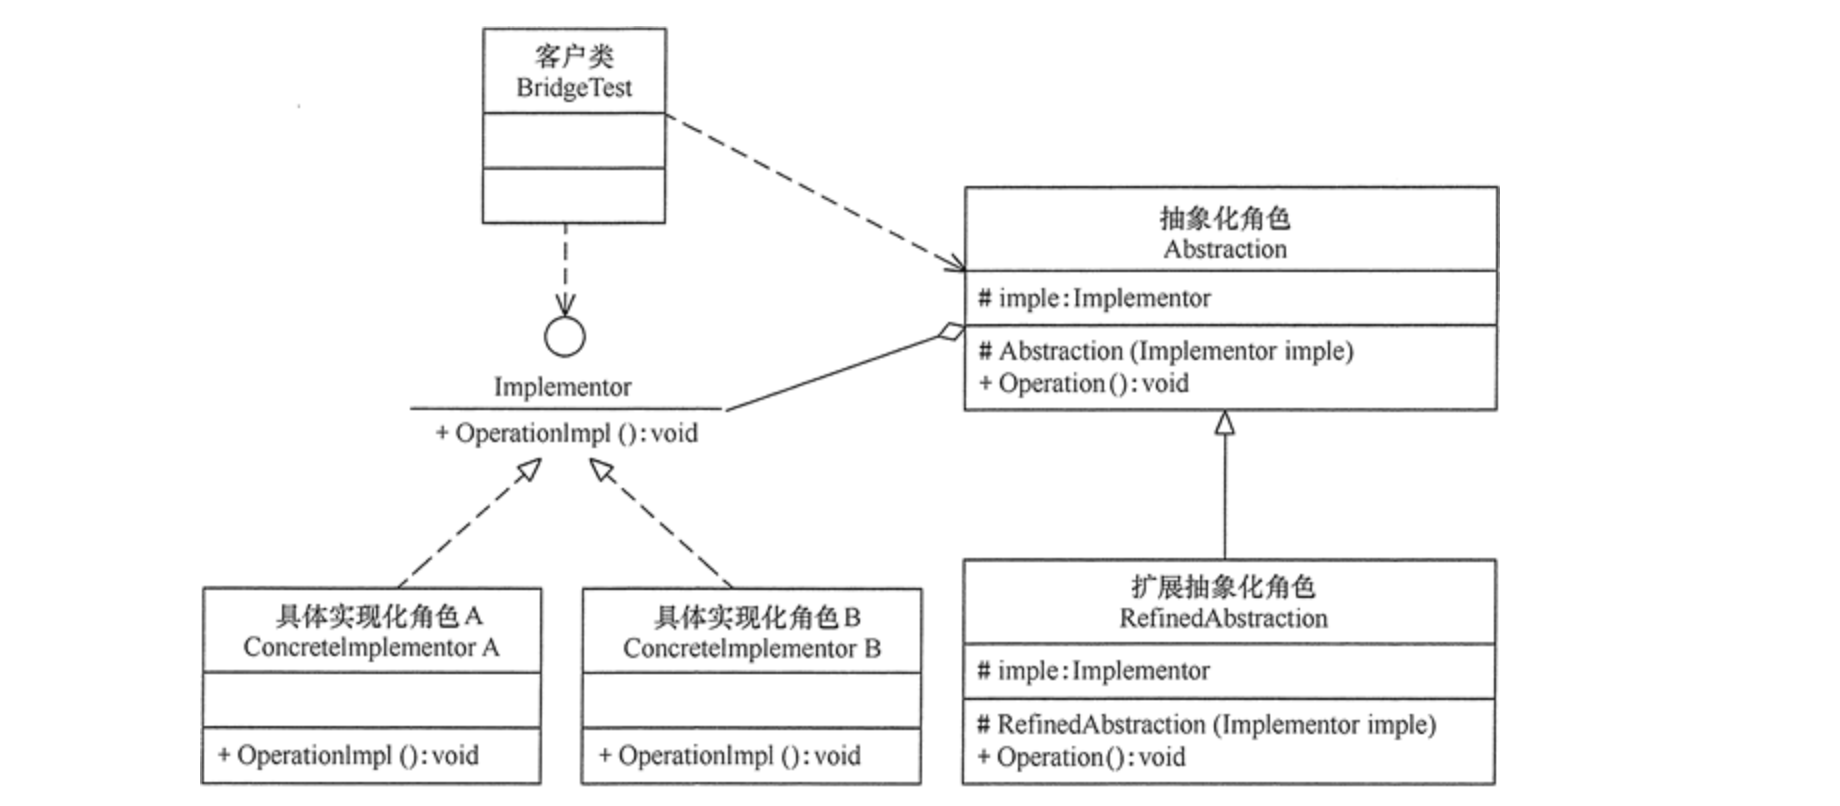 客户类
BridgeTest
抽象化角色
Abstraction
# imple:Implementor
# Abstraction (Implementor imple)
+ Operation():void
Implementor
+ OperationImpl ():void
具体实现化角色A
ConcreteImplementor A
+ OperationImpl ():void
具体实现化角色B
ConcreteImplementor B
+ OperationImpl ():void
扩展抽象化角色
RefinedAbstraction
# imple:Implementor
# RefinedAbstraction (Implementor imple)
+ Operation():void